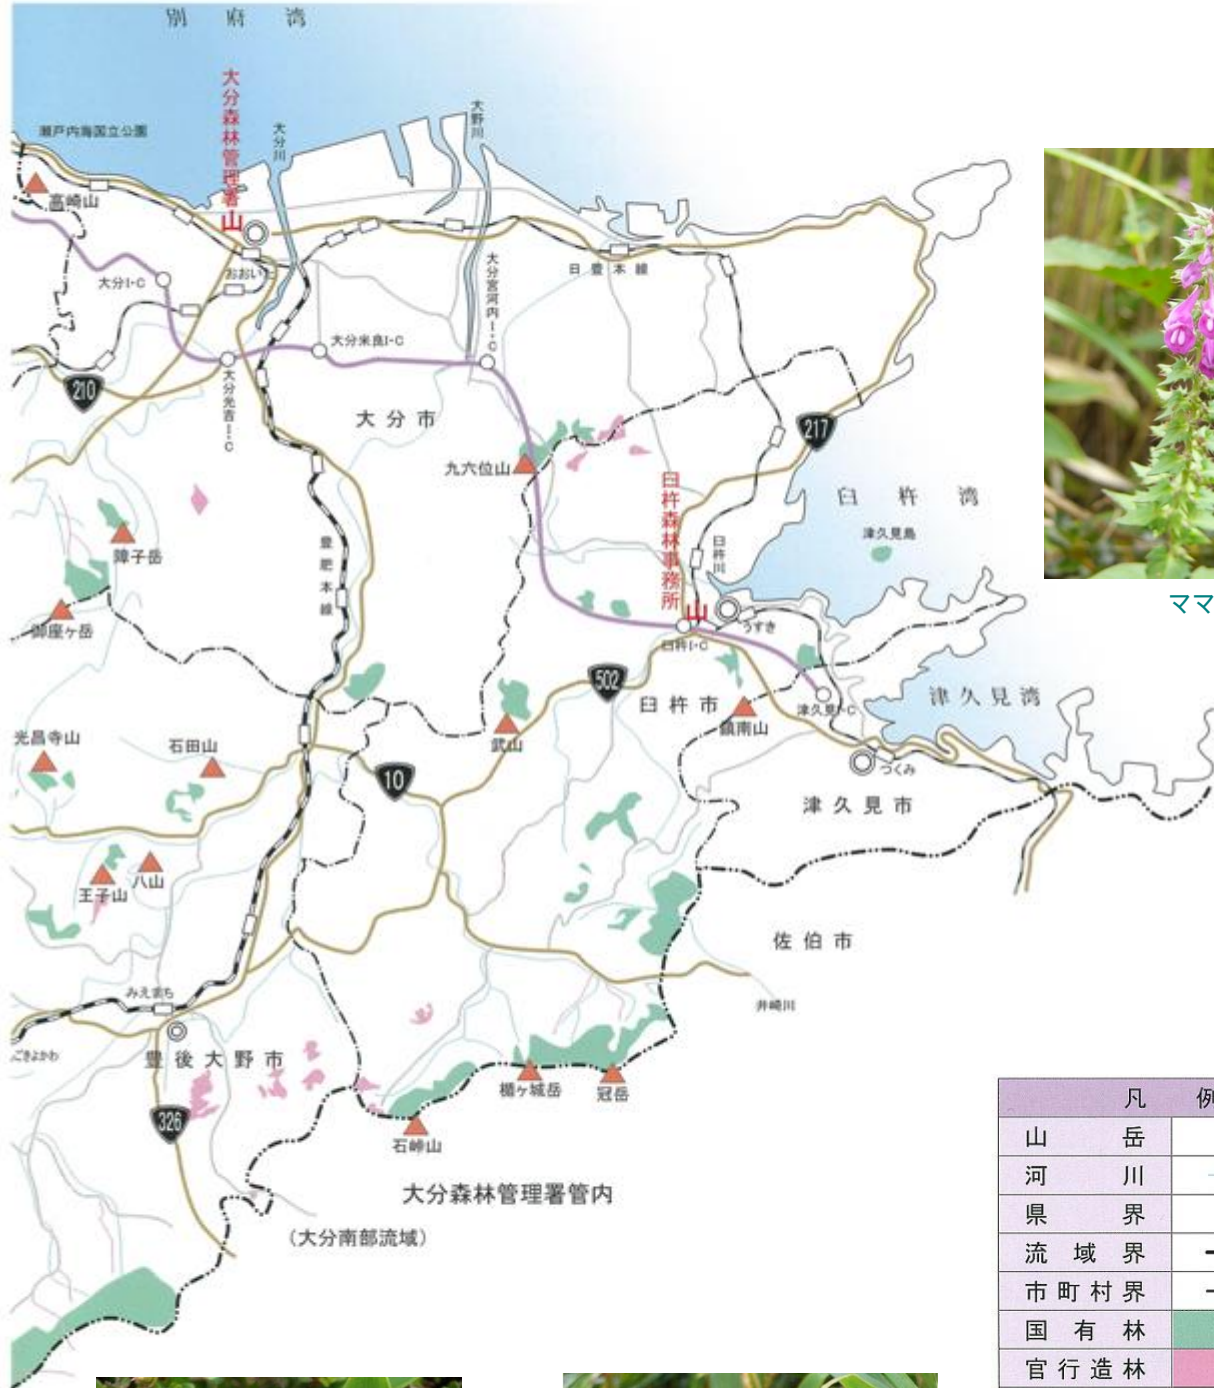 別府湾
大分森林管理署
山
大分川
大野川
瀬戸内海国立公園
高崎山
おおいた
大分I・C
日豊本線
大分宮河内I・C
大分米良I・C
210
大分光吉I・C
大分市
217
九六位山
臼杵森林事務所
山
臼杵湾
津久見島
臼杵川
障子岳
豊肥本線
御座ヶ岳
ママ
うすき
臼杵I・C
502
臼杵市
津久見I・C
津久見湾
鎮南山
光昌寺山
石田山
武山
10
つくみ
津久見市
王子山
八山
佐伯市
みえまち
井崎川
ごきよかわ
豊後大野市
326
楯ヶ城岳
冠岳
石峠山
大分森林管理署管内
(大分南部流域)
凡例
山岳
河川
県界
流域界
市町村界
国有林
官行造林